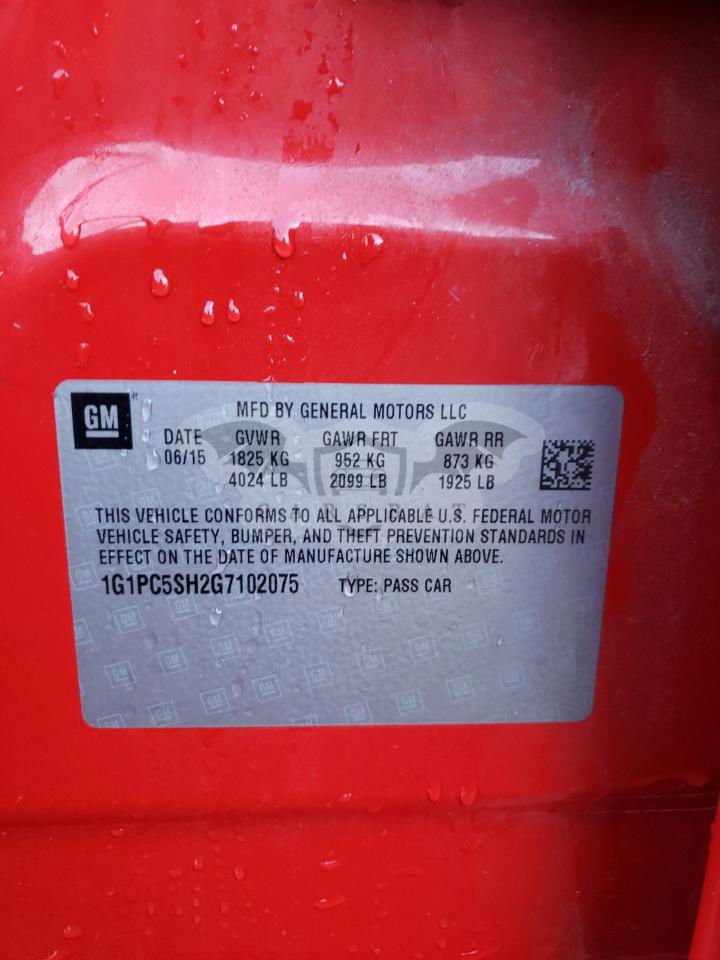 GM
MFD BY GENERAL MOTORS LLC
DATE GVWR GAWR FRT GAWR RR
06/15 1825 KG 952 KG 873 KG
4024 LB 2099 LB 1925 LB
THIS VEHICLE CONFORMS TO ALL APPLICABLE U.S. FEDERAL MOTOR
VEHICLE SAFETY, BUMPER, AND THEFT PREVENTION STANDARDS IN
EFFECT ON THE DATE OF MANUFACTURE SHOWN ABOVE.
1G1PC5SH2G7102075 TYPE: PASS CAR